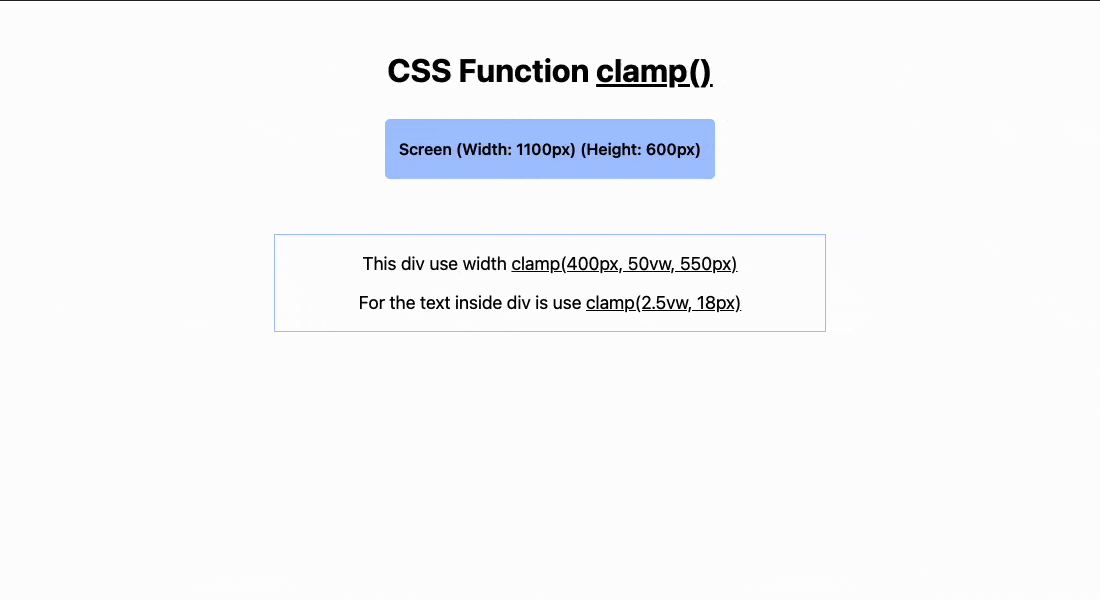 CSS Function clamp()
Screen (Width: 1100px) (Height: 600px)
This div use width clamp(400px, 50vw, 550px)
For the text inside div is use clamp(2.5vw, 18px)